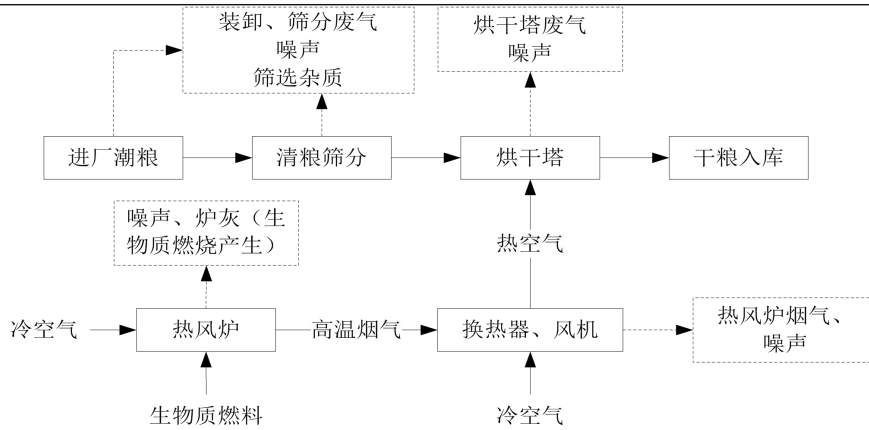 装卸、筛分废气
噪声
筛选杂质
烘干塔废气
噪声
进厂潮粮
清粮筛分
烘干塔
干粮入库
噪声、炉灰（生
物质燃烧产生）
热空气
冷空气
热风炉
高温烟气
换热器、风机
热风炉烟气、
噪声
生物质燃料
冷空气